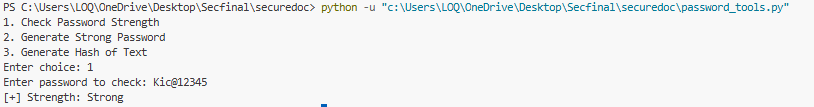 PS C:\Users\LOQ\OneDrive\Desktop\Secfinal\securedoc> python -u "c:\Users\LOQ\OneDrive\Desktop\Secfinal\securedoc\password_tools.py"
1. Check Password Strength
2. Generate Strong Password
3. Generate Hash of Text
Enter choice: 1
Enter password to check: Kic@12345
[+] Strength: Strong